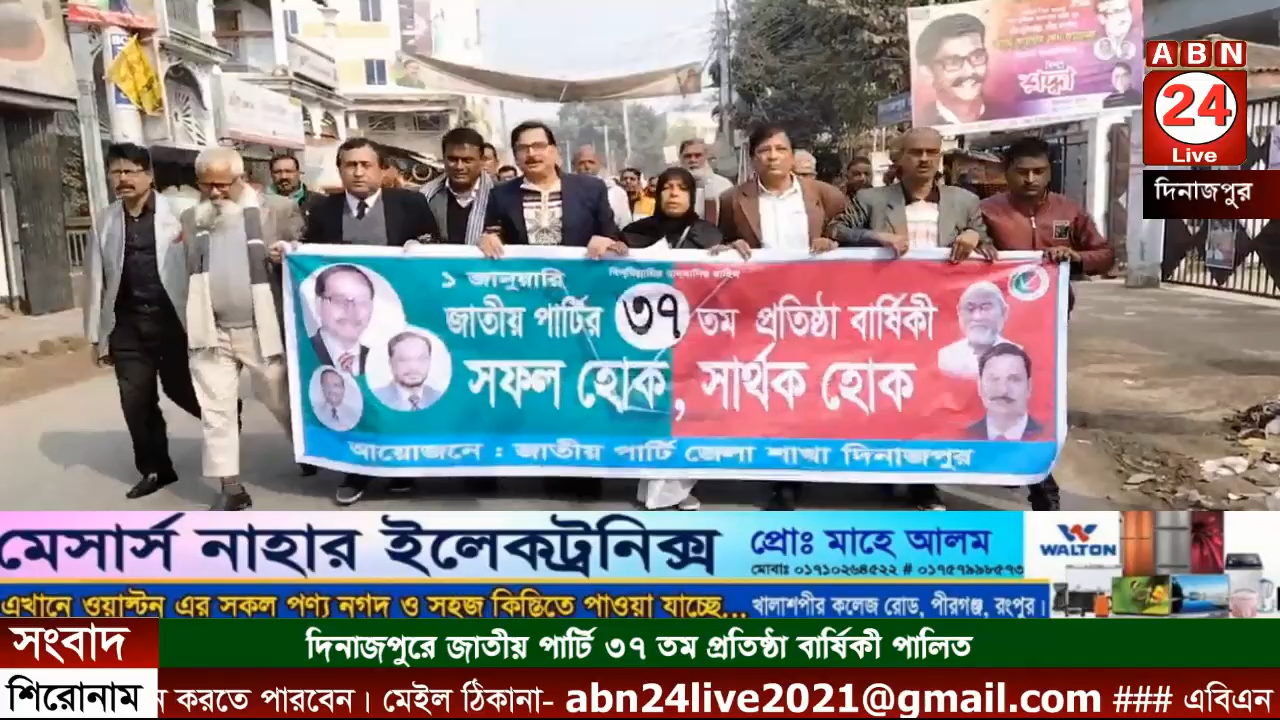 ABN
24
Live
দিনাজপুর
শ্রদ্ধা
১ জানুয়ারি
জাতীয় পার্টির ৩৭ তম প্রতিষ্ঠা বার্ষিকী
সফল হোক, সার্থক হোক
আয়োজনে : জাতীয় পার্টি জেলা শাখা দিনাজপুর
মেসার্স নাহার ইলেকট্রনিক্স
প্রোঃ মাহে আলম
মোবাঃ ০১৭১০২৬৪৫২২ # ০১৭৫৭৯৯৮৫৭৩
WALTON
এখানে ওয়াল্টন এর সকল পণ্য নগদ ও সহজ কিস্তিতে পাওয়া যাচ্ছে...
খালাশপীর কলেজ রোড, পীরগঞ্জ, রংপুর।
সংবাদ
দিনাজপুরে জাতীয় পার্টি ৩৭ তম প্রতিষ্ঠা বার্ষিকী পালিত
শিরোনাম
ন করতে পারবেন। মেইল ঠিকানা- abn24live2021@gmail.com ### এবিএন